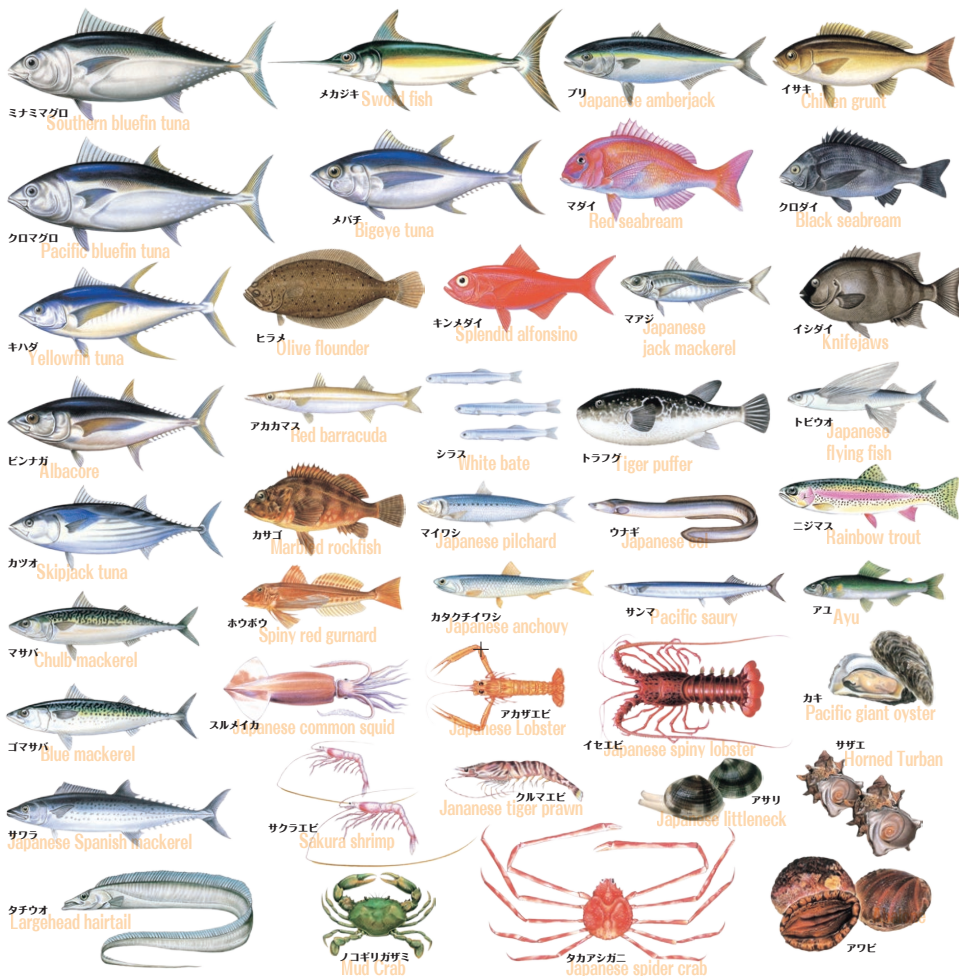 ミナミマグロ
Southern bluefin tuna
メカジキ
Sword fish
ブリ
Japanese amberjack
イサキ
Chiken grunt
クロマグロ
Pacific bluefin tuna
メバチ
Bigeye tuna
マダイ
Red seabream
クロダイ
Black seabream
キハダ
Yellowfin tuna
ヒラメ
Olive flounder
キンメダイ
Splendid alfonsino
マアジ
Japanese
jack mackerel
イシダイ
Knifejaws
ビンナガ
Albacore
アカカマス
Red barracuda
シラス
White bate
トラフグ
Tiger puffer
トビウオ
Japanese
flying fish
カツオ
Skipjack tuna
カサゴ
Marbled rockfish
マイワシ
Japanese pilchard
ウナギ
Japanese eel
ニジマス
Rainbow trout
マサバ
Chulb mackerel
ホウボウ
Spiny red gurnard
カタクチイワシ
Japanese anchovy
サンマ
Pacific saury
アユ
Ayu
ゴマサバ
Blue mackerel
スルメイカ
Japanese common squid
アカザエビ
Japanese Lobster
イセエビ
Japanese spiny lobster
カキ
Pacific giant oyster
サワラ
Japanese Spanish mackerel
サクラエビ
Sakura shrimp
クルマエビ
Jananese tiger prawn
アサリ
Japanese littleneck
サザエ
Horned Turban
タチウオ
Largehead hairtail
ノコギリガザミ
Mud Crab
タカアシガニ
Japanese spider crab
アワビ